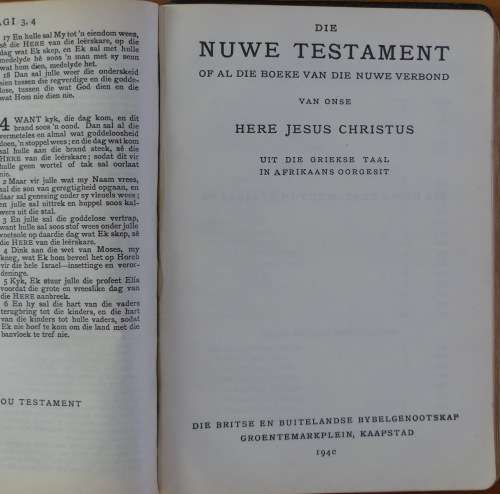 AGI 3, 4
17 En hulle sal My tot 'n eiendom wees,
sê die HERE van die leërskare, op die
dag wat Ek skep, en Ek sal met hulle
medelyde hê soos 'n man met sy seun
wat hom dien, medelyde het.
18 Dan sal julle weer die onderskeid
sien tussen die regverdige en die godde-
lose, tussen wat God dien en die
wat Hom nie dien nie.
4 WANT kyk, die dag kom, en dit
brand soos 'n oond. Dan sal al die
vermeteles en almal wat goddeloosheid
doen, 'n stoppel wees; en die dag wat kom
sal hulle aan die brand steek, sê die
HERE van die leërskare; sodat dit vir
hulle geen wortel of tak sal oorlaat
nie.
2 Maar vir julle wat my Naam vrees,
sal die son van geregtigheid opgaan, en
daar sal genesing onder sy vleuels wees;
en julle sal uittrek en huppel soos kal-
wers uit die stal.
3 En julle sal die goddelose vertrap,
want hulle sal soos stof wees onder julle
voetsole op daardie dag wat Ek skep, sê
die HERE van die leërskare.
4 Dink aan die wet van Moses, my
kneg, wat Ek hom beveel het op Horeb
vir die hele Israel—insettinge en veror-
deninge.
5 Kyk, Ek stuur julle die profeet Elía
voordat die grote en vreeslike dag van
die HERE aanbreek.
6 En hy sal die hart van die vaders
terugbring tot die kinders, en die hart
van die kinders tot hulle vaders, sodat
Ek nie hoef te kom om die land met die
banvloek te tref nie.
OU TESTAMENT
DIE
NUWE TESTAMENT
OF AL DIE BOEKE VAN DIE NUWE VERBOND
VAN ONSE
HERE JESUS CHRISTUS
UIT DIE GRIEKSE TAAL
IN AFRIKAANS OORGESIT
DIE BRITSE EN BUITELANDSE BYBELGENOOTSKAP
GROENTEMARKPLEIN, KAAPSTAD
1940